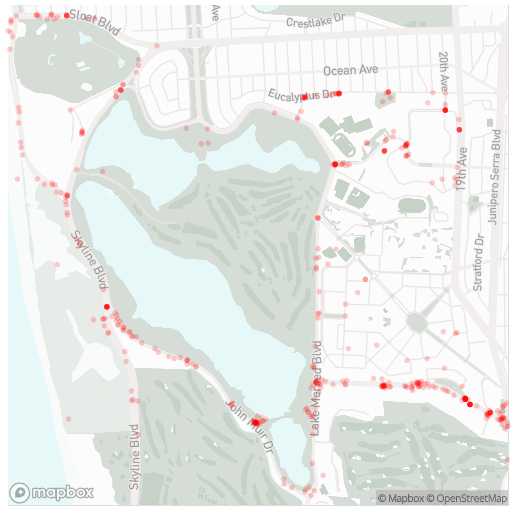 Sloat Blvd
Ave
Crestlake Dr
Ocean Ave
20th Ave
Eucalyptus Dr
19th Ave
Junipero Serra Blvd
Stratford Dr
Skyline Blvd
Lake Merced Blvd
John Muir Dr
Skyline Blvd
mapbox
© Mapbox © OpenStreetMap